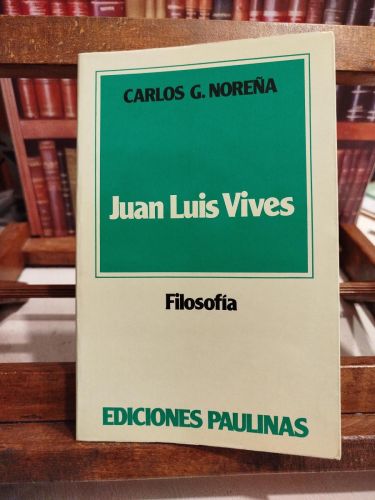 CARLOS G. NOREÑA
Juan Luis Vives
Filosofía
EDICIONES PAULINAS